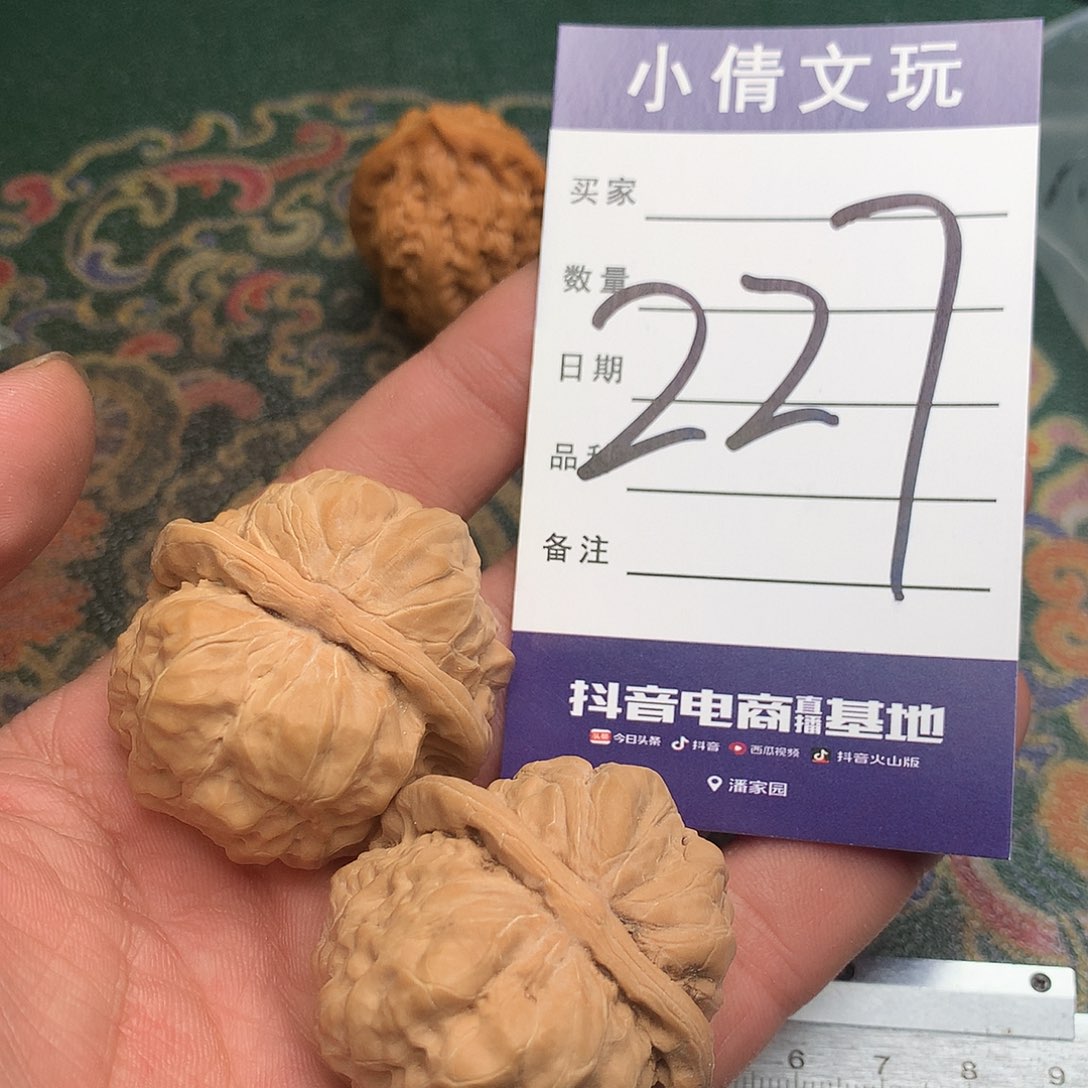 小倩文玩
买家
数量
日期
品
227
备注
抖音电商直播基地
头条 今日头条 抖音 西瓜视频 抖音火山版
潘家园
6 7 8 9